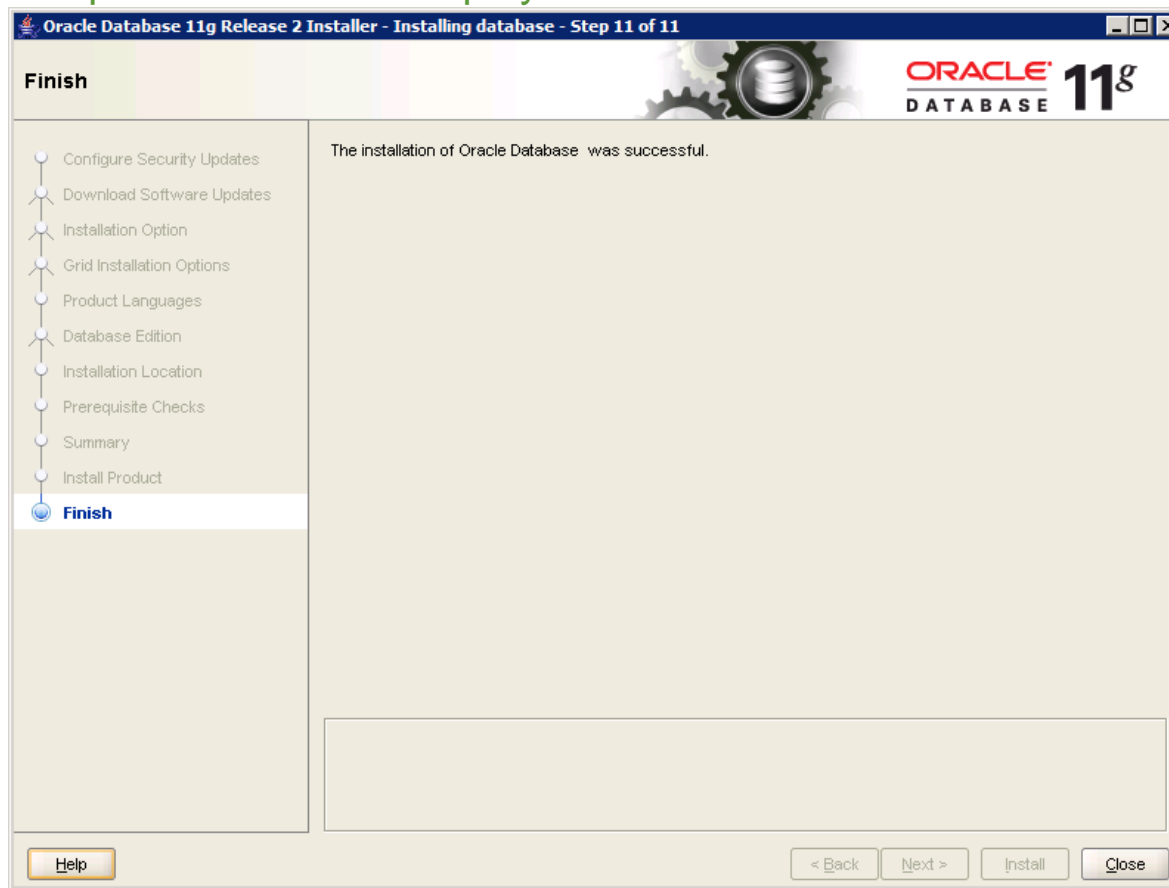 Oracle Database 11g Release 2 Installer - Installing database - Step 11 of 11
Finish
ORACLE 11g
DATABASE
Configure Security Updates
Download Software Updates
Installation Option
Grid Installation Options
Product Languages
Database Edition
Installation Location
Prerequisite Checks
Summary
Install Product
Finish
The installation of Oracle Database was successful.
Help
< Back
Next >
Install
Close